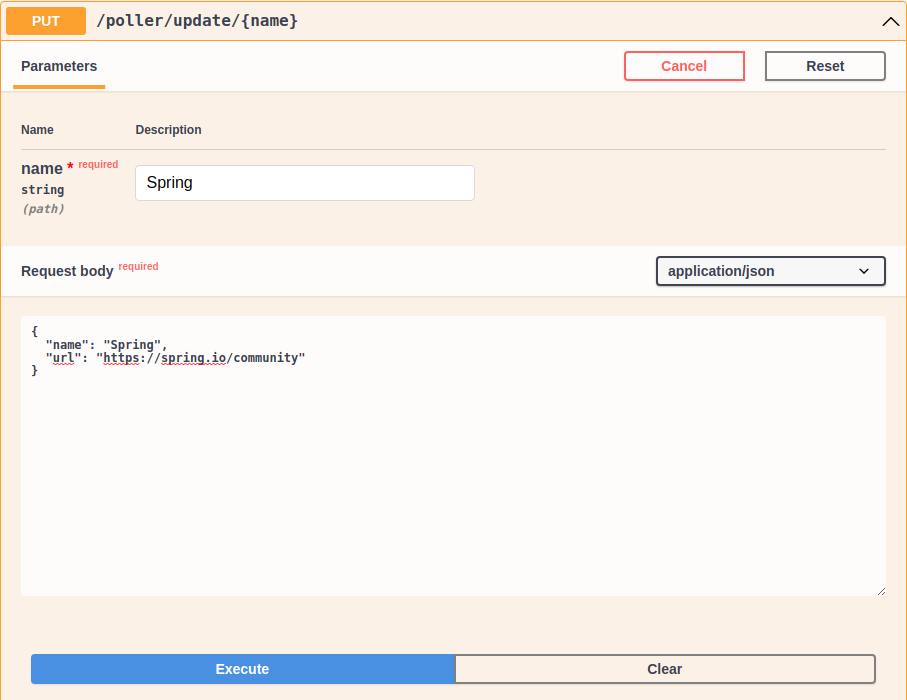 PUT /poller/update/{name}
Parameters Cancel Reset
Name Description
name * required Spring
string
(path)
Request body required application/json
{
  "name": "Spring",
  "url": "https://spring.io/community"
}
Execute Clear